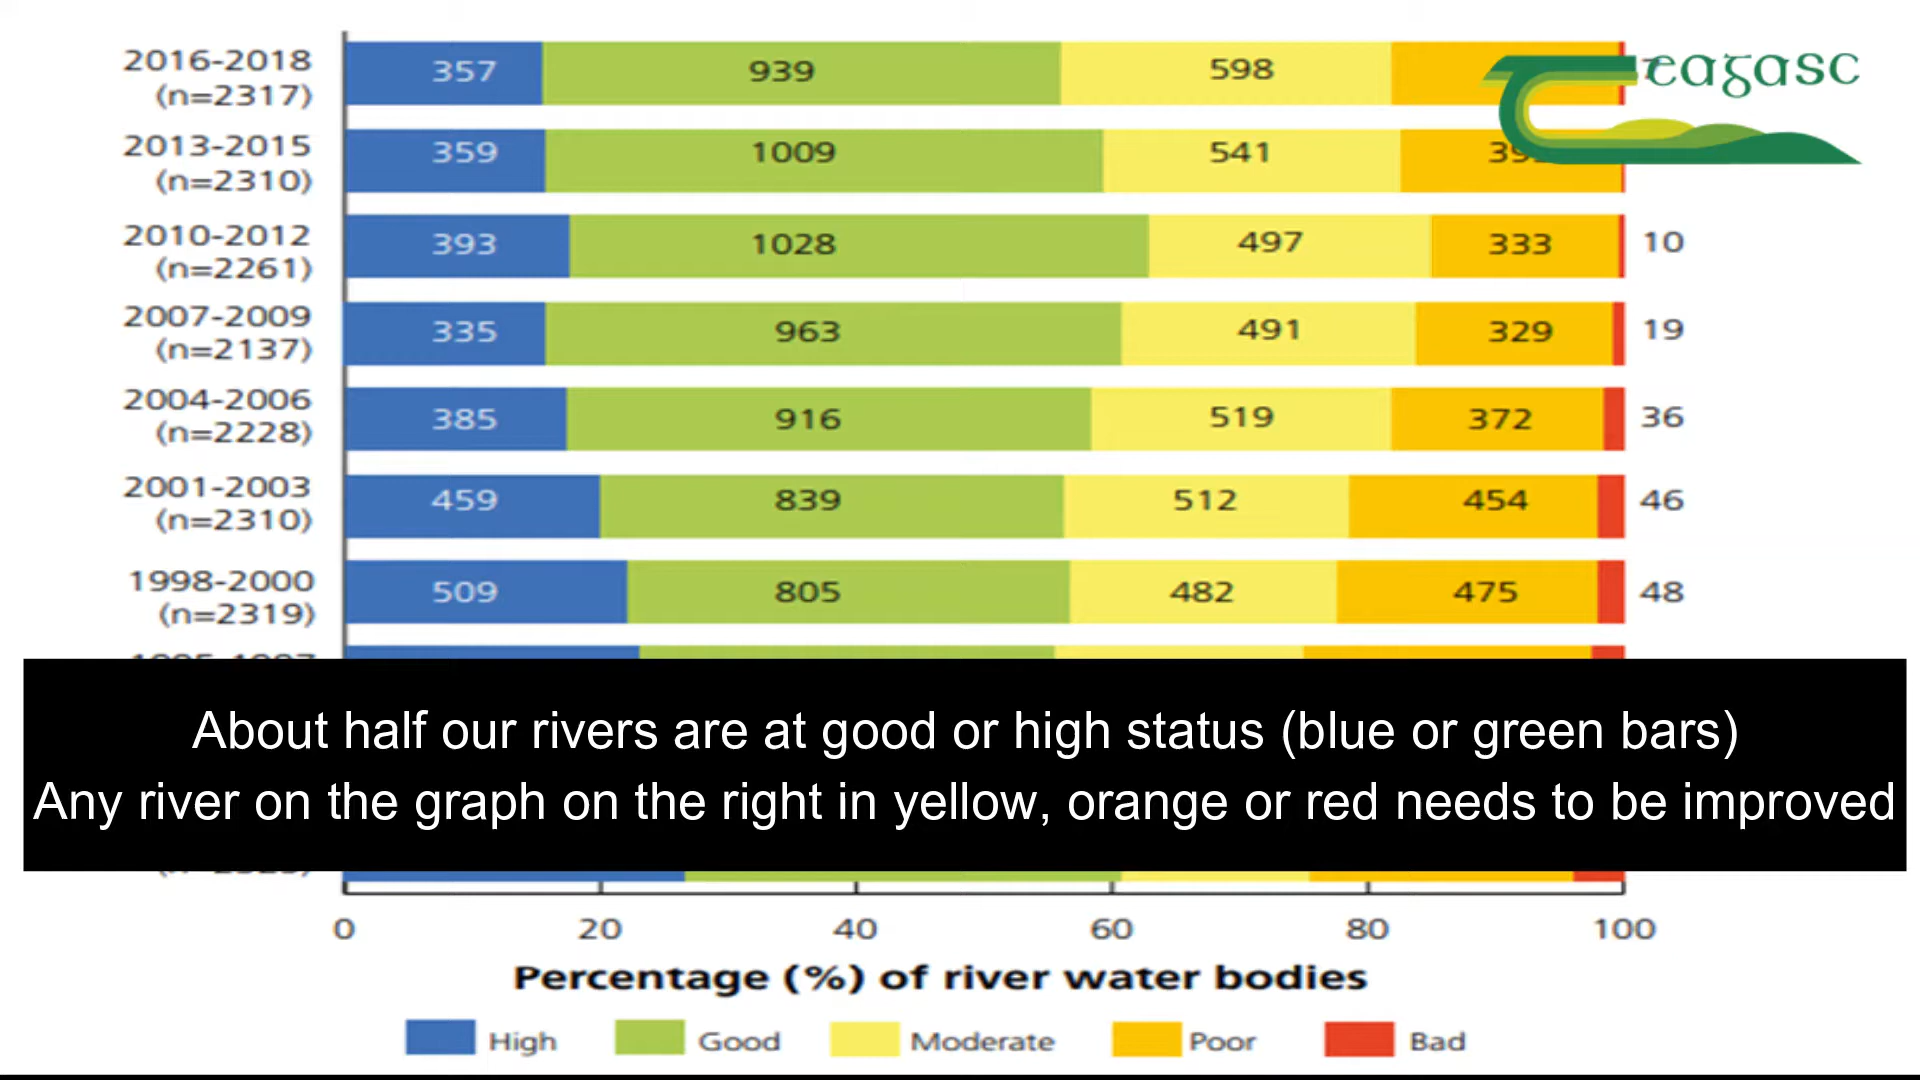 2016-2018
(n=2317)
357 939 598
teagasc
2013-2015
(n=2310)
359 1009 541
2010-2012
(n=2261)
393 1028 497 333 10
2007-2009
(n=2137)
335 963 491 329 19
2004-2006
(n=2228)
385 916 519 372 36
2001-2003
(n=2310)
459 839 512 454 46
1998-2000
(n=2319)
509 805 482 475 48
About half our rivers are at good or high status (blue or green bars)
Any river on the graph on the right in yellow, orange or red needs to be improved
0 20 40 60 80 100
Percentage (%) of river water bodies
High Good Moderate Poor Bad